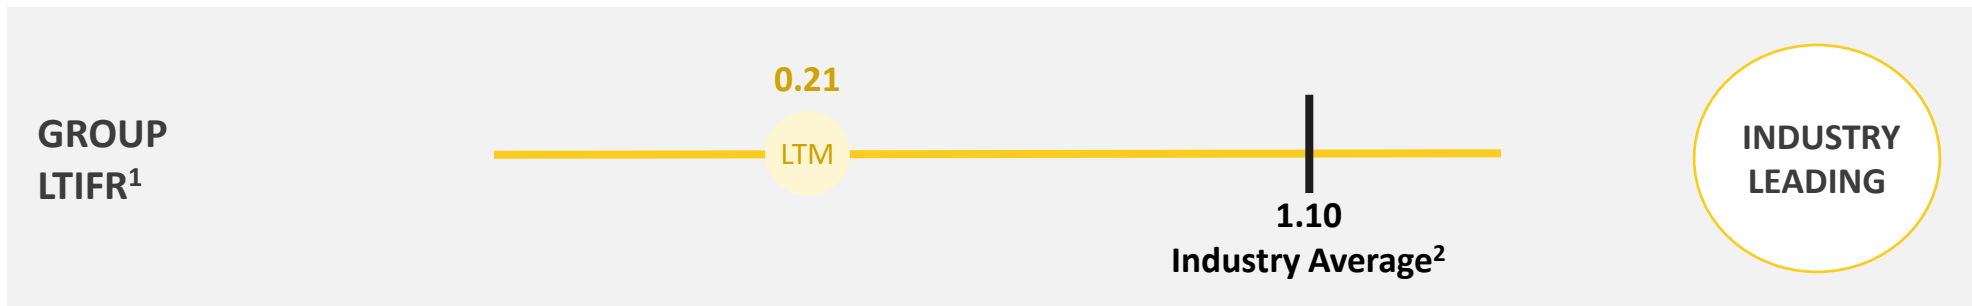 GROUP
LTIFR¹
0.21
LTM
1.10
Industry Average²
INDUSTRY
LEADING